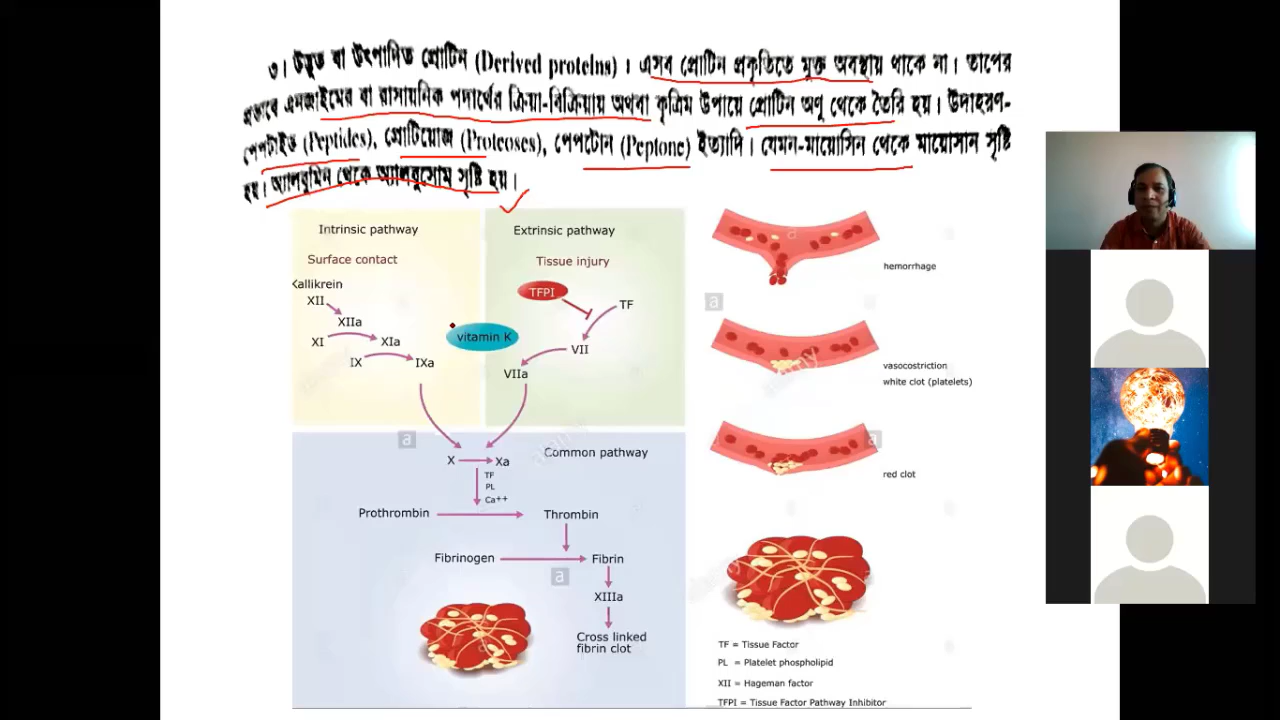 ৩। উদ্ভূত বা উৎপাদিত প্রোটিন (Derived proteins) । এসব প্রোটিন প্রকৃতিতে মুক্ত অবস্থায় থাকে না। তাপের
প্রভাবে এনজাইমের বা রাসায়নিক পদার্থের ক্রিয়া-বিক্রিয়ায় অথবা কৃত্রিম উপায়ে প্রোটিন অণু থেকে তৈরি হয়। উদাহরণ-
পেপটাইড (Peptides), প্রোটিয়োজ (Proteoses), পেপটোন (Peptone) ইত্যাদি। যেমন-মায়োসিন থেকে মায়োসান সৃষ্টি
হয়। অ্যালবুমিন থেকে অ্যালবুসোম সৃষ্টি হয়।
Intrinsic pathway
Surface contact
Kallikrein
XII
XIIa
XI
XIa
IX
IXa
vitamin K
Extrinsic pathway
Tissue injury
TFPI
TF
VII
VIIa
Common pathway
X
Xa
TF
PL
Ca++
Prothrombin
Thrombin
Fibrinogen
Fibrin
XIIIa
Cross linked
fibrin clot
hemorrhage
vasocostriction
white clot (platelets)
red clot
TF = Tissue Factor
PL = Platelet phospholipid
XII = Hageman factor
TFPI = Tissue Factor Pathway Inhibitor
a
a
a
a
a
alamy